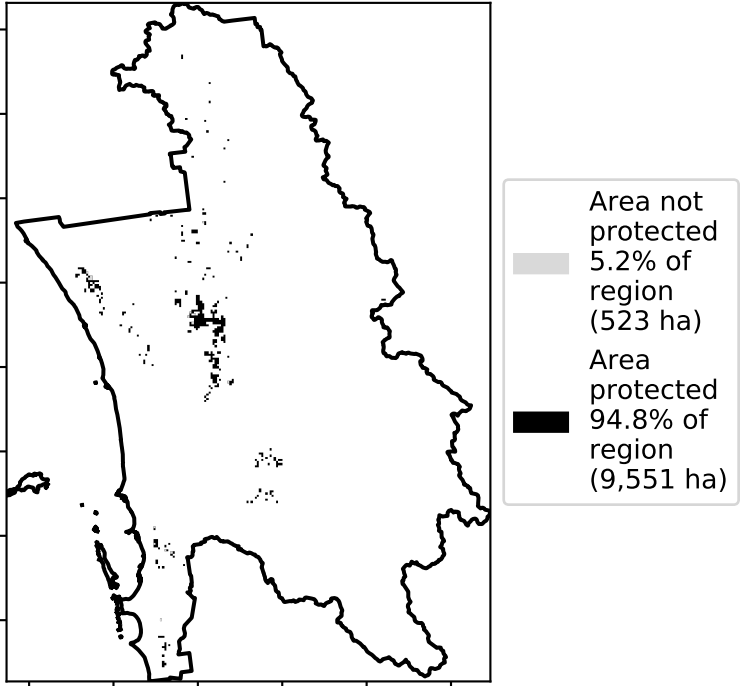 Area not
protected
5.2% of
region
(523 ha)
Area
protected
94.8% of
region
(9,551 ha)